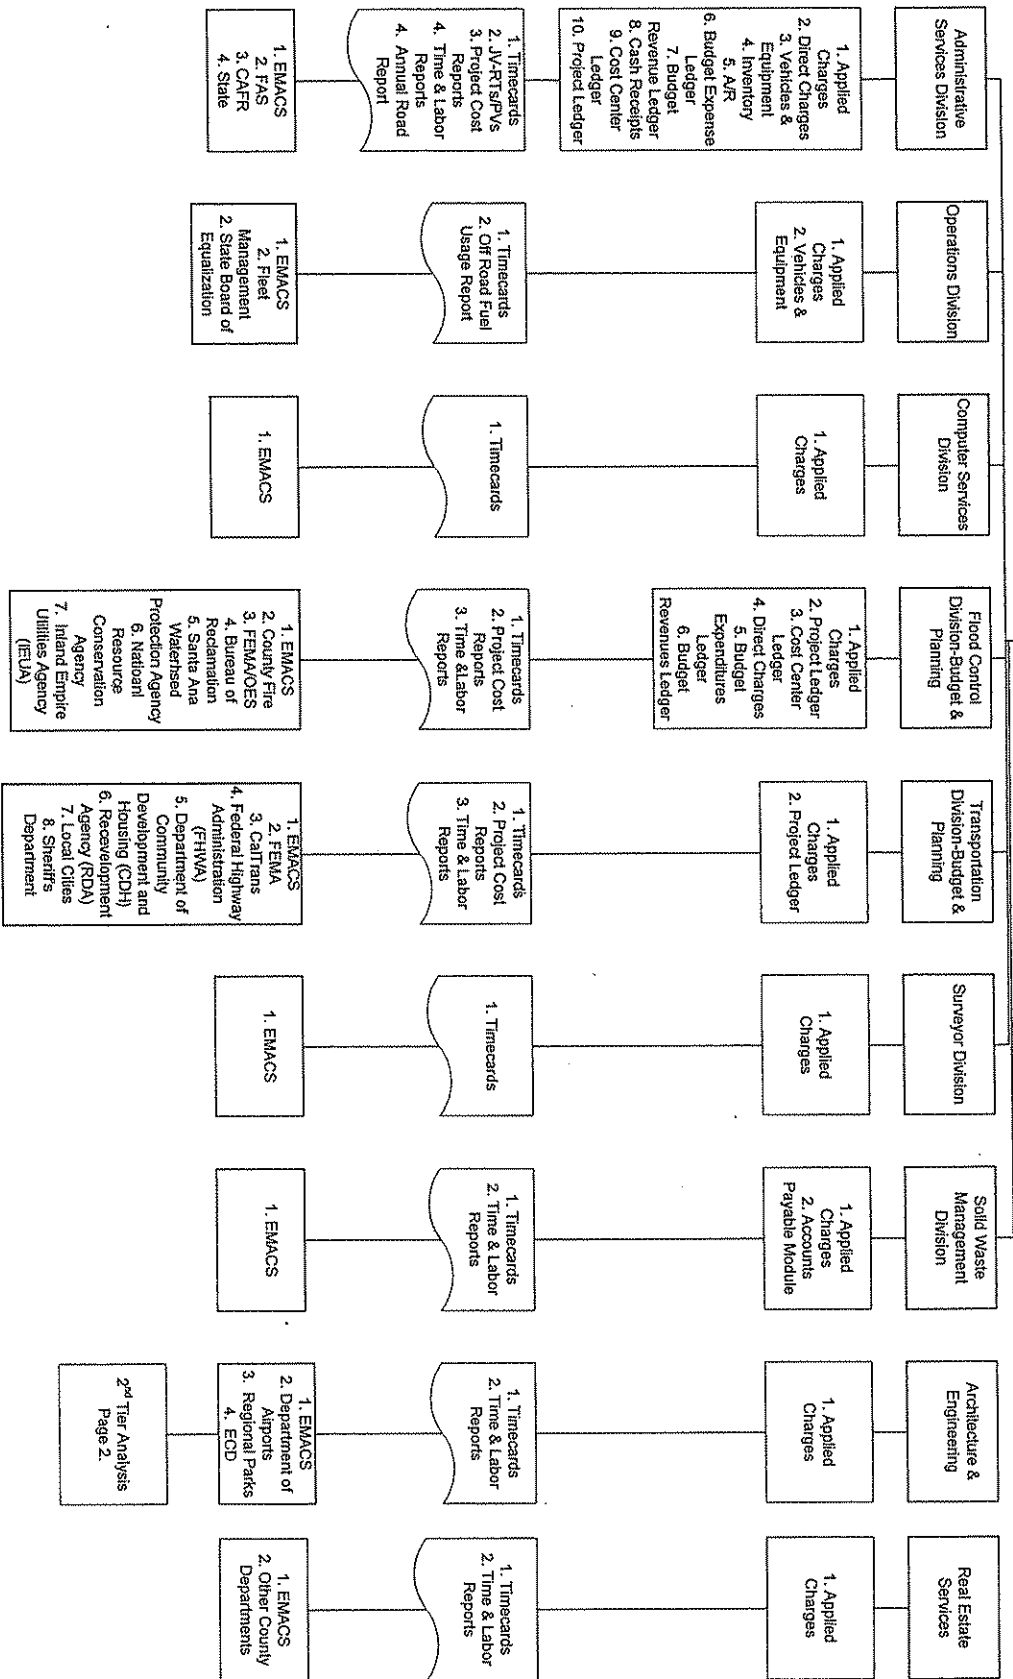 Administrative
Services Division
1. Applied
Charges
2. Direct Charges
3. Vehicles &
Equipment
4. Inventory
5. A/R
6. Budget Expense
Ledger
7. Budget
Revenue Ledger
8. Cash Receipts
9. Cost Center
Ledger
10. Project Ledger
1. Timecards
2. JV-RTs/PVs
3. Project Cost
Reports
4. Time & Labor
Reports
4. Annual Road
Report
1. EMACS
2. FAS
3. CAFR
4. State
Operations Division
1. Applied
Charges
2. Vehicles &
Equipment
1. Timecards
2. Off Road Fuel
Usage Report
1. EMACS
2. Fleet
Management
2. State Board of
Equalization
Computer Services
Division
1. Applied
Charges
1. Timecards
1. EMACS
Flood Control
Division-Budget &
Planning
1. Applied
Charges
2. Project Ledger
3. Cost Center
Ledger
4. Direct Charges
5. Budget
Expenditures
Ledger
6. Budget
Revenues Ledger
1. Timecards
2. Project Cost
Reports
3. Time &Labor
Reports
1. EMACS
2. County Fire
3. FEMA/OES
4. Bureau of
Reclamation
5. Santa Ana
Waterhsed
Protection Agency
6. Natioanl
Resource
Conservation
Agency
7. Inland Empire
Utilities Agency
(IEUA)
Transportation
Division-Budget &
Planning
1. Applied
Charges
2. Project Ledger
1. Timecards
2. Project Cost
Reports
3. Time & Labor
Reports
1. EMACS
2. FEMA
3. CalTrans
4. Federal Highway
Administration
(FHWA)
5. Department of
Community
Development and
Housing (CDH)
6. Recevelopment
Agency (RDA)
7. Local Cities
8. Sheriff's
Department
Surveyor Division
1. Applied
Charges
1. Timecards
1. EMACS
Solid Waste
Management
Division
1. Applied
Charges
2. Accounts
Payable Module
1. Timecards
2. Time & Labor
Reports
1. EMACS
Architecture &
Engineering
1. Applied
Charges
1. Timecards
2. Time & Labor
Reports
1. EMACS
2. Department of
Airports
3. Regional Parks
4. ECD
2nd Tier Analysis
Page 2.
Real Estate
Services
1. Applied
Charges
1. Timecards
2. Time & Labor
Reports
1. EMACS
2. Other County
Departments